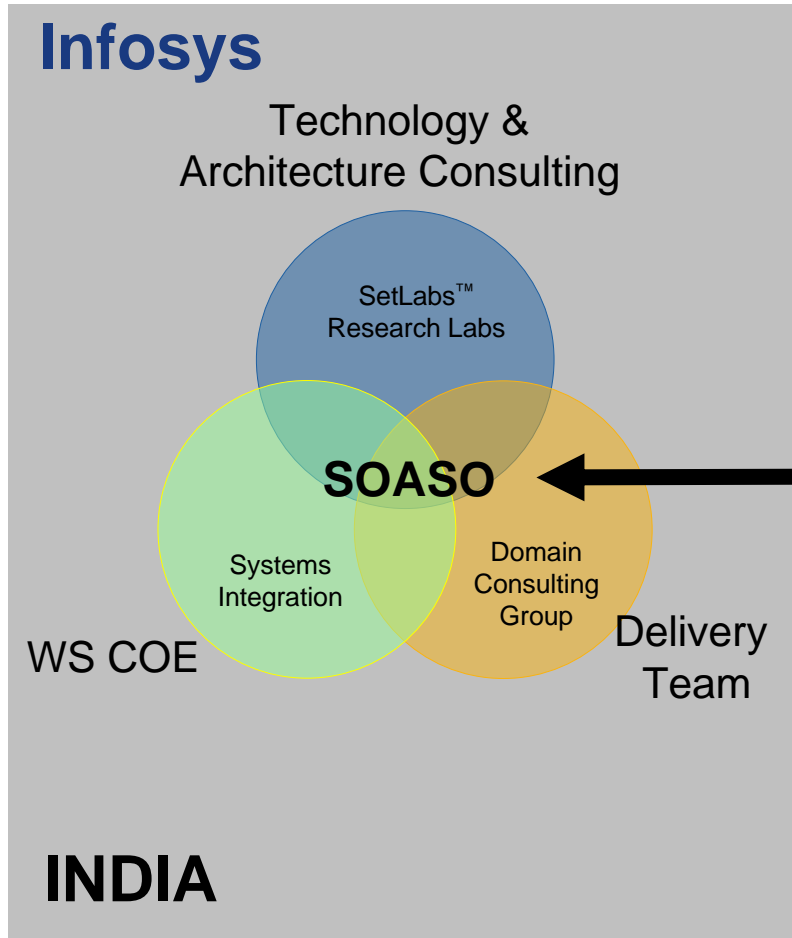 Infosys
Technology &
Architecture Consulting
SetLabs™
Research Labs
SOASO
Systems
Integration
Domain
Consulting
Group
WS COE
Delivery
Team
INDIA